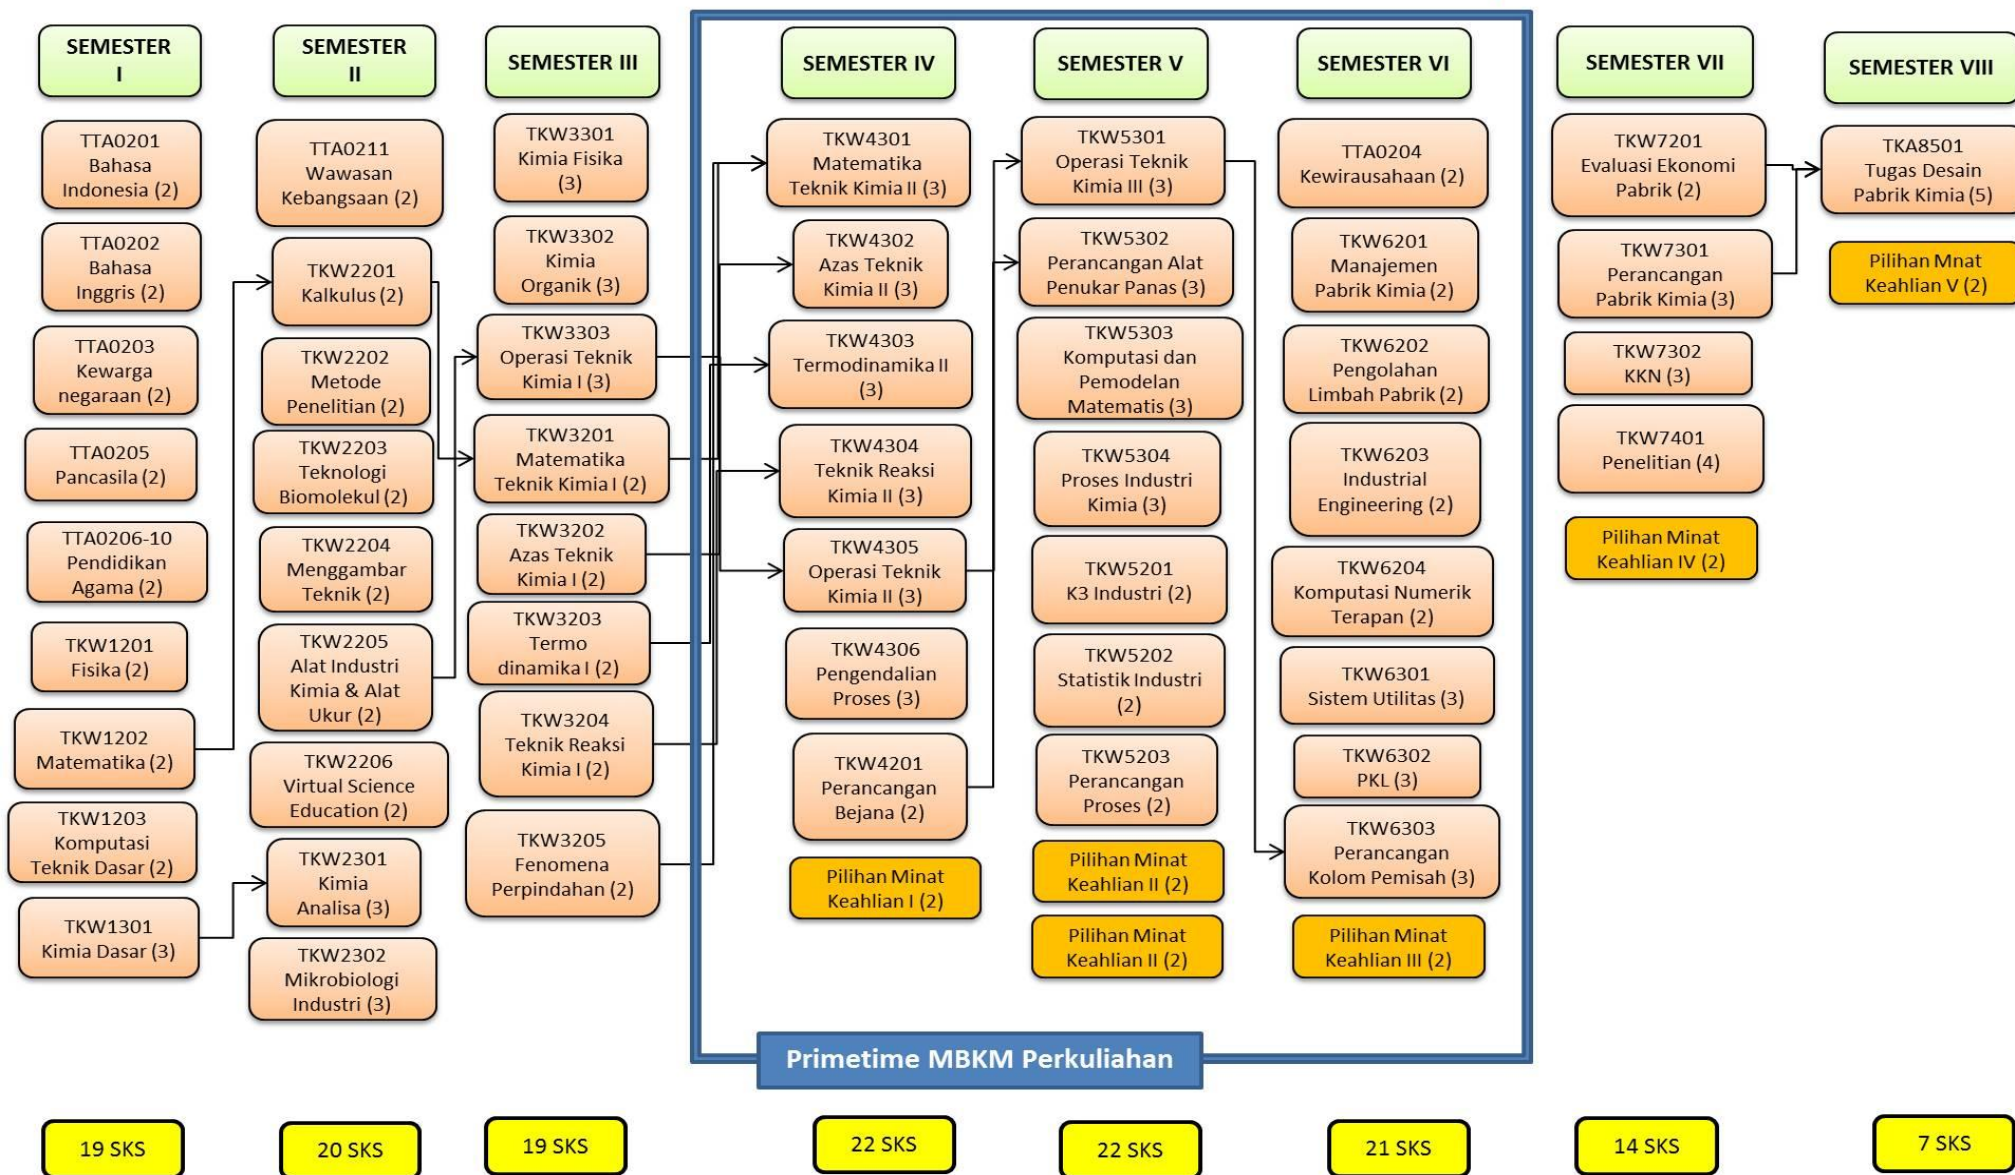 SEMESTER
I
TTA0201
Bahasa
Indonesia (2)
TTA0202
Bahasa
Inggris (2)
TTA0203
Kewarga
negaraan (2)
TTA0205
Pancasila (2)
TTA0206-10
Pendidikan
Agama (2)
TKW1201
Fisika (2)
TKW1202
Matematika (2)
TKW1203
Komputasi
Teknik Dasar (2)
TKW1301
Kimia Dasar (3)
19 SKS
SEMESTER
II
TTA0211
Wawasan
Kebangsaan (2)
TKW2201
Kalkulus (2)
TKW2202
Metode
Penelitian (2)
TKW2203
Teknologi
Biomolekul (2)
TKW2204
Menggambar
Teknik (2)
TKW2205
Alat Industri
Kimia & Alat
Ukur (2)
TKW2206
Virtual Science
Education (2)
TKW2301
Kimia
Analisa (3)
TKW2302
Mikrobiologi
Industri (3)
20 SKS
SEMESTER III
TKW3301
Kimia Fisika
(3)
TKW3302
Kimia
Organik (3)
TKW3303
Operasi Teknik
Kimia I (3)
TKW3201
Matematika
Teknik Kimia I (2)
TKW3202
Azas Teknik
Kimia I (2)
TKW3203
Termo
dinamika I (2)
TKW3204
Teknik Reaksi
Kimia I (2)
TKW3205
Fenomena
Perpindahan (2)
19 SKS
SEMESTER IV
TKW4301
Matematika
Teknik Kimia II (3)
TKW4302
Azas Teknik
Kimia II (3)
TKW4303
Termodinamika II
(3)
TKW4304
Teknik Reaksi
Kimia II (3)
TKW4305
Operasi Teknik
Kimia II (3)
TKW4306
Pengendalian
Proses (3)
TKW4201
Perancangan
Bejana (2)
Pilihan Minat
Keahlian I (2)
22 SKS
SEMESTER V
TKW5301
Operasi Teknik
Kimia III (3)
TKW5302
Perancangan Alat
Penukar Panas (3)
TKW5303
Komputasi dan
Pemodelan
Matematis (3)
TKW5304
Proses Industri
Kimia (3)
TKW5201
K3 Industri (2)
TKW5202
Statistik Industri
(2)
TKW5203
Perancangan
Proses (2)
Pilihan Minat
Keahlian II (2)
Pilihan Minat
Keahlian II (2)
22 SKS
SEMESTER VI
TTA0204
Kewirausahaan (2)
TKW6201
Manajemen
Pabrik Kimia (2)
TKW6202
Pengolahan
Limbah Pabrik (2)
TKW6203
Industrial
Engineering (2)
TKW6204
Komputasi Numerik
Terapan (2)
TKW6301
Sistem Utilitas (3)
TKW6302
PKL (3)
TKW6303
Perancangan
Kolom Pemisah (3)
Pilihan Minat
Keahlian III (2)
21 SKS
Primetime MBKM Perkuliahan
SEMESTER VII
TKW7201
Evaluasi Ekonomi
Pabrik (2)
TKW7301
Perancangan
Pabrik Kimia (3)
TKW7302
KKN (3)
TKW7401
Penelitian (4)
Pilihan Minat
Keahlian IV (2)
14 SKS
SEMESTER VIII
TKA8501
Tugas Desain
Pabrik Kimia (5)
Pilihan Mnat
Keahlian V (2)
7 SKS